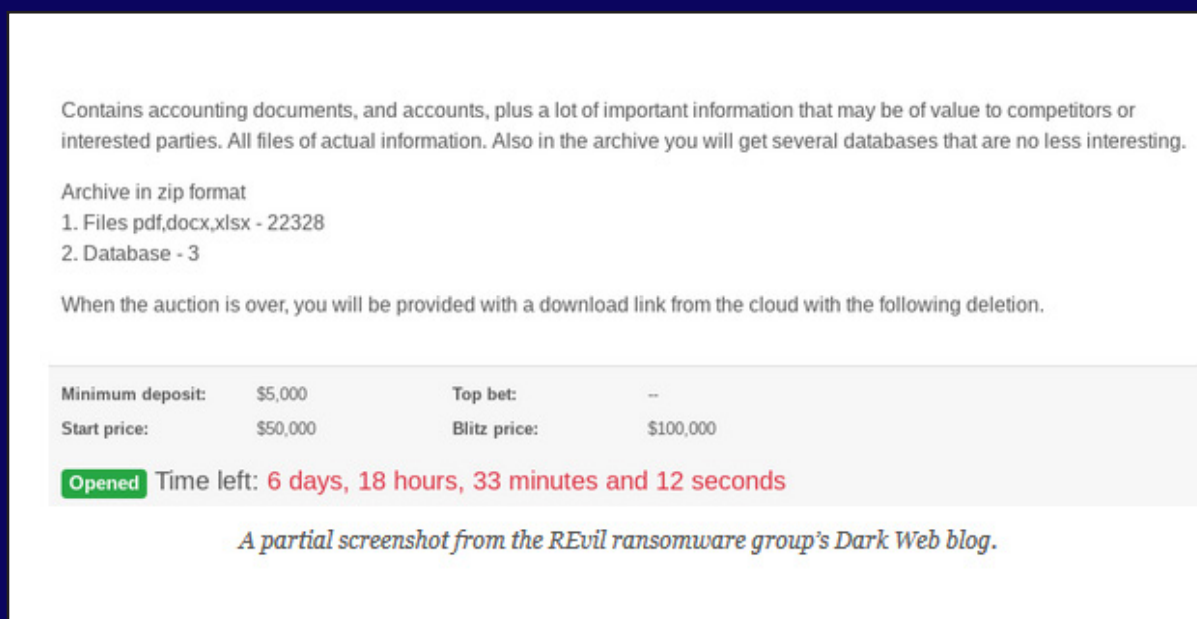 Contains accounting documents, and accounts, plus a lot of important information that may be of value to competitors or
interested parties. All files of actual information. Also in the archive you will get several databases that are no less interesting.
Archive in zip format
1. Files pdf,docx,xlsx - 22328
2. Database - 3
When the auction is over, you will be provided with a download link from the cloud with the following deletion.
Minimum deposit: $5,000 Top bet: --
Start price: $50,000 Blitz price: $100,000
Opened Time left: 6 days, 18 hours, 33 minutes and 12 seconds
A partial screenshot from the REvil ransomware group’s Dark Web blog.